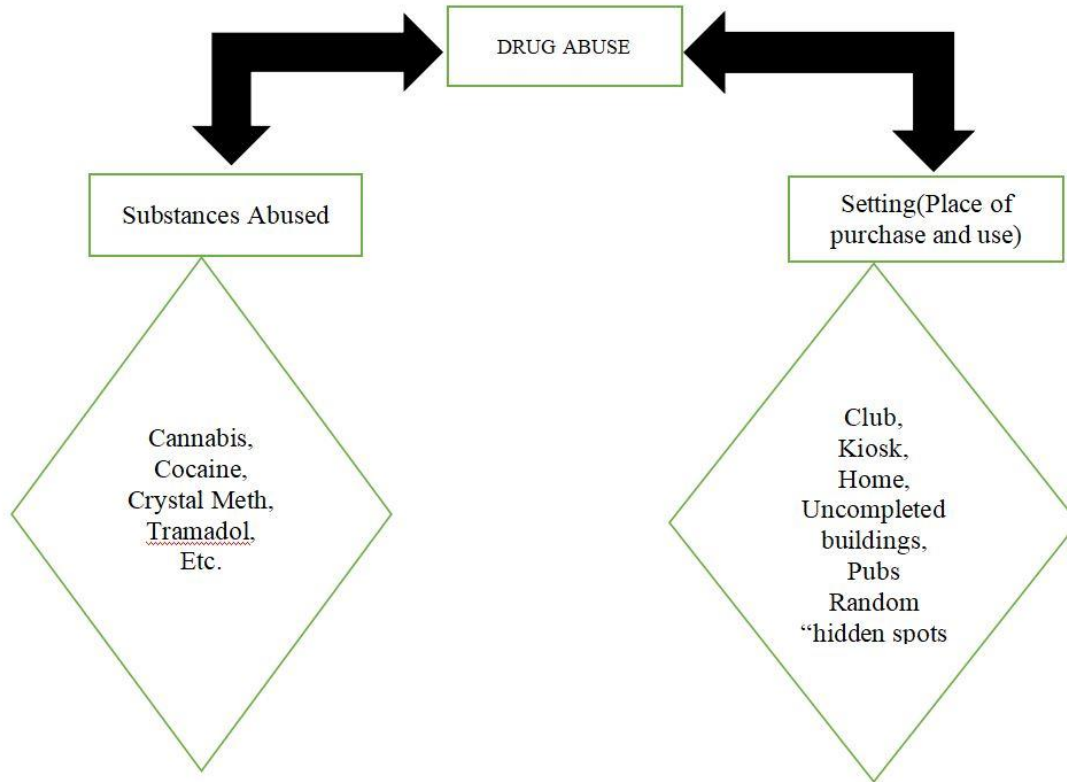 DRUG ABUSE
Substances Abused
Setting(Place of
purchase and use)
Cannabis,
Cocaine,
Crystal Meth,
Tramadol,
Etc.
Club,
Kiosk,
Home,
Uncompleted
buildings,
Pubs
Random
“hidden spots